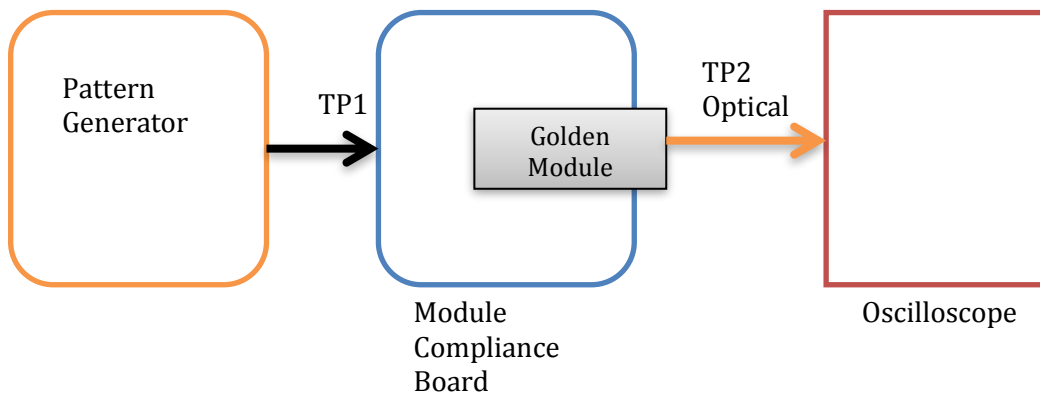 Pattern
Generator
TP1
Golden
Module
TP2
Optical
Module
Compliance
Board
Oscilloscope